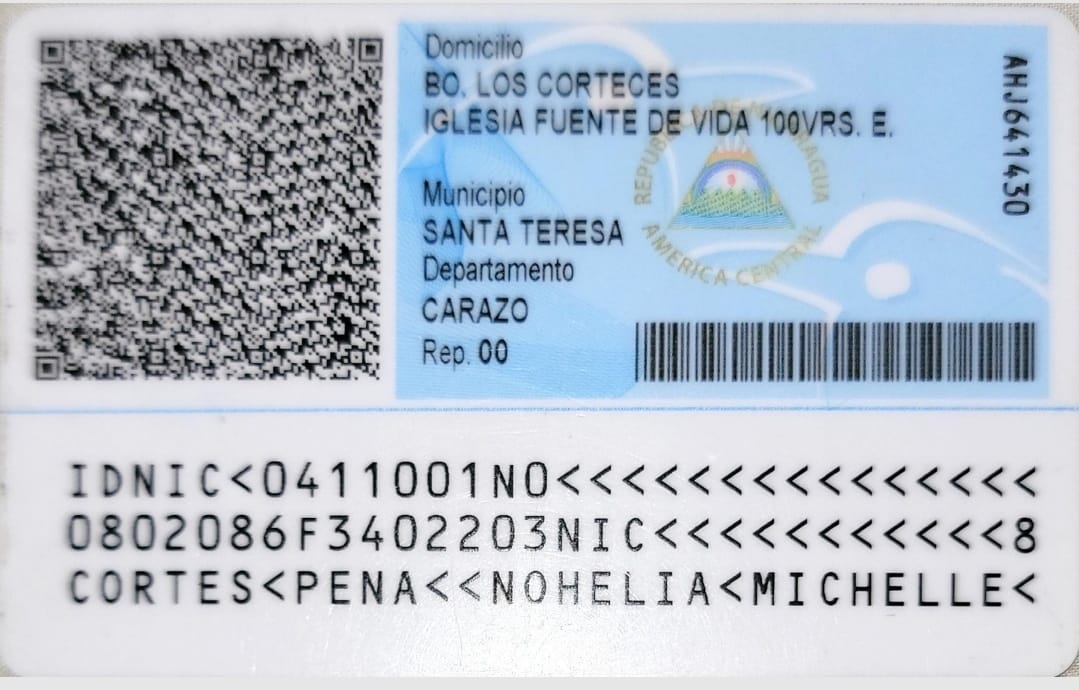 Domicilio
BO. LOS CORTECES
IGLESIA FUENTE DE VIDA 100VRS. E.
Municipio
SANTA TERESA
Departamento
CARAZO
Rep. 00
REPUBLICA DE NICARAGUA
AMERICA CENTRAL
AHJ641430
IDNIC<0411001N0<<<<<<<<<<<<<<<
0802086F3402203NIC<<<<<<<<<<<8
CORTES<PENA<<NOHELIA<MICHELLE<